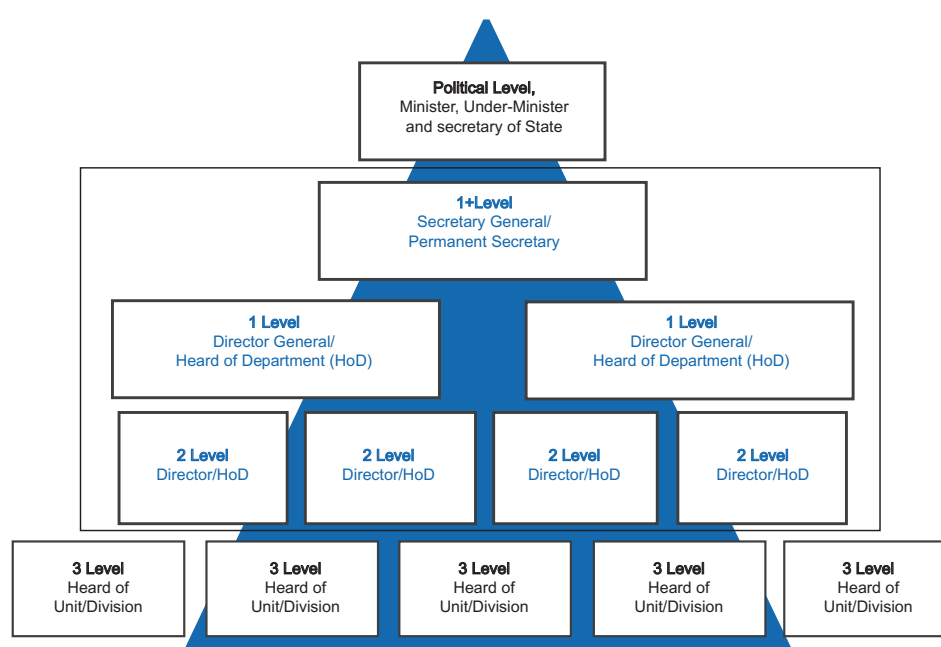 Political Level,
Minister, Under-Minister
and secretary of State
1+Level
Secretary General/
Permanent Secretary
1 Level
Director General/
Heard of Department (HoD)
1 Level
Director General/
Heard of Department (HoD)
2 Level
Director/HoD
2 Level
Director/HoD
2 Level
Director/HoD
2 Level
Director/HoD
3 Level
Heard of
Unit/Division
3 Level
Heard of
Unit/Division
3 Level
Heard of
Unit/Division
3 Level
Heard of
Unit/Division
3 Level
Heard of
Unit/Division